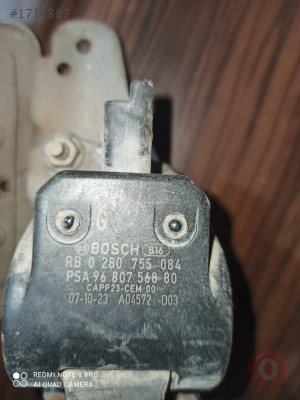 G
BOSCH 816
RB 0 280 755 084
PSA 96 807 568 80
CAPP23-CEM 00
07-10-23 A04572 -D03
REDMI NOTE 8 PRO
AI QUAD CAMERA